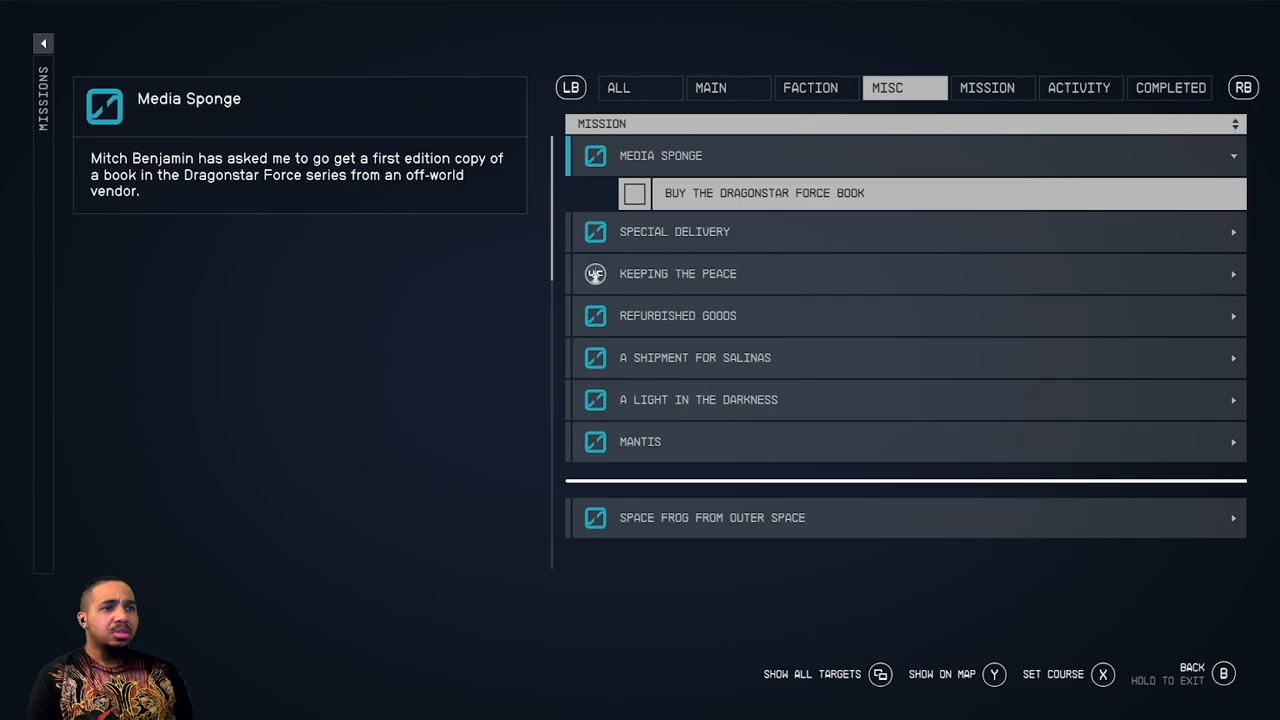 MISSIONS
Media Sponge
Mitch Benjamin has asked me to go get a first edition copy of
a book in the Dragonstar Force series from an off-world
vendor.
LB
ALL
MAIN
FACTION
MISC
MISSION
ACTIVITY
COMPLETED
RB
MISSION
MEDIA SPONGE
BUY THE DRAGONSTAR FORCE BOOK
SPECIAL DELIVERY
UC
KEEPING THE PEACE
REFURBISHED GOODS
A SHIPMENT FOR SALINAS
A LIGHT IN THE DARKNESS
MANTIS
SPACE FROG FROM OUTER SPACE
SHOW ALL TARGETS
SHOW ON MAP Y
SET COURSE X
BACK B
HOLD TO EXIT